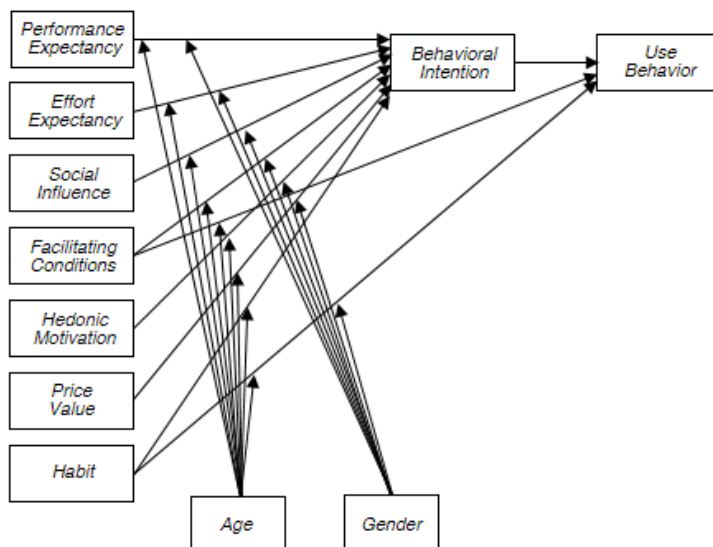 Performance
Expectancy
Behavioral
Intention
Use
Behavior
Effort
Expectancy
Social
Influence
Facilitating
Conditions
Hedonic
Motivation
Price
Value
Habit
Age
Gender